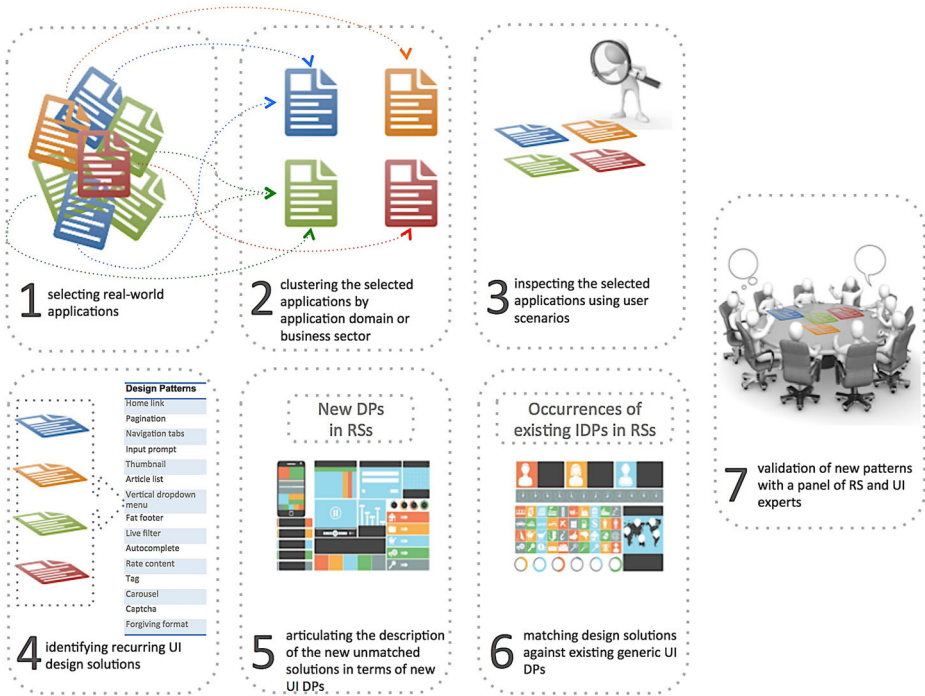 1 selecting real-world
applications
2 clustering the selected
applications by
application domain or
business sector
3 inspecting the selected
applications using user
scenarios
Design Patterns
Home link
Pagination
Navigation tabs
Input prompt
Thumbnail
Article list
Vertical dropdown
menu
Fat footer
Live filter
Autocomplete
Rate content
Tag
Carousel
Captcha
Forgiving format
4 identifying recurring UI
design solutions
New DPs
in RSs
5 articulating the description
of the new unmatched
solutions in terms of new
UI DPs
Occurrences of
existing IDPs in RSs
6 matching design solutions
against existing generic UI
DPs
7 validation of new patterns
with a panel of RS and UI
experts